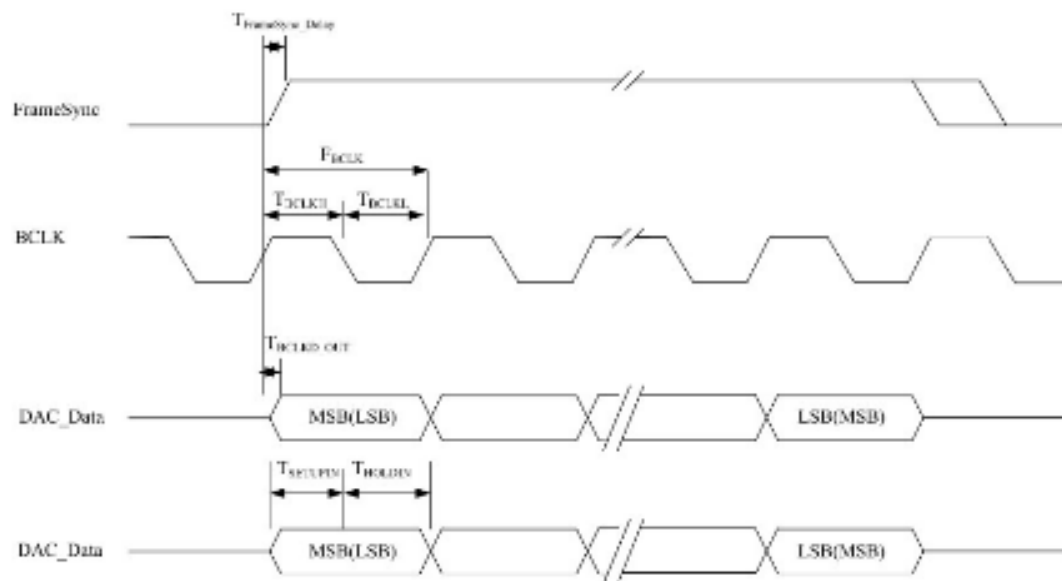 TFrameSync_Delay
FrameSync
FBCLK
TBCLKH TBCLKL
BCLK
TBCLKD_OUT
DAC_Data MSB(LSB) LSB(MSB)
TSETUPIN THOLDIN
DAC_Data MSB(LSB) LSB(MSB)